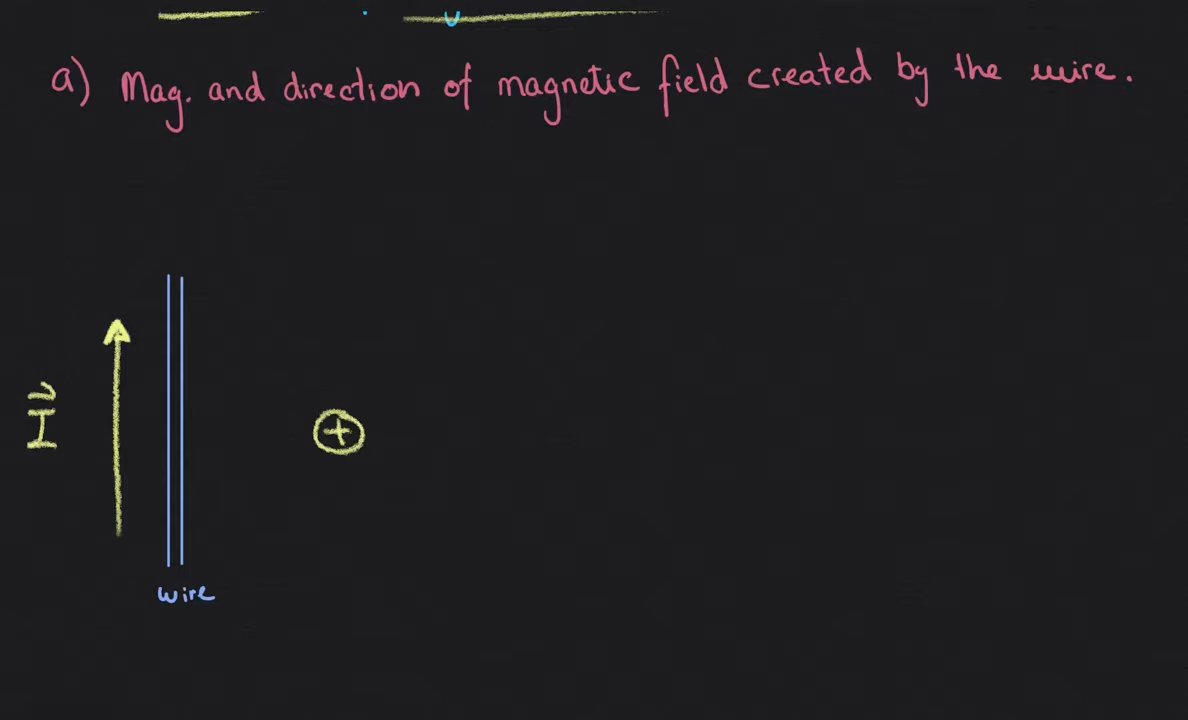 a) Mag. and direction of magnetic field created by the wire.
I
+
wire